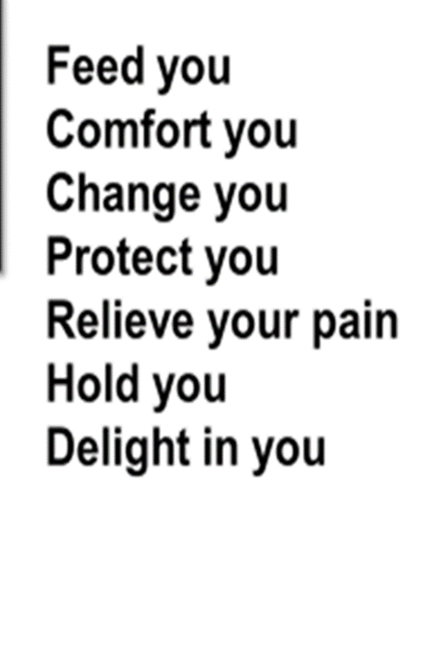 Feed you
Comfort you
Change you
Protect you
Relieve your pain
Hold you
Delight in you